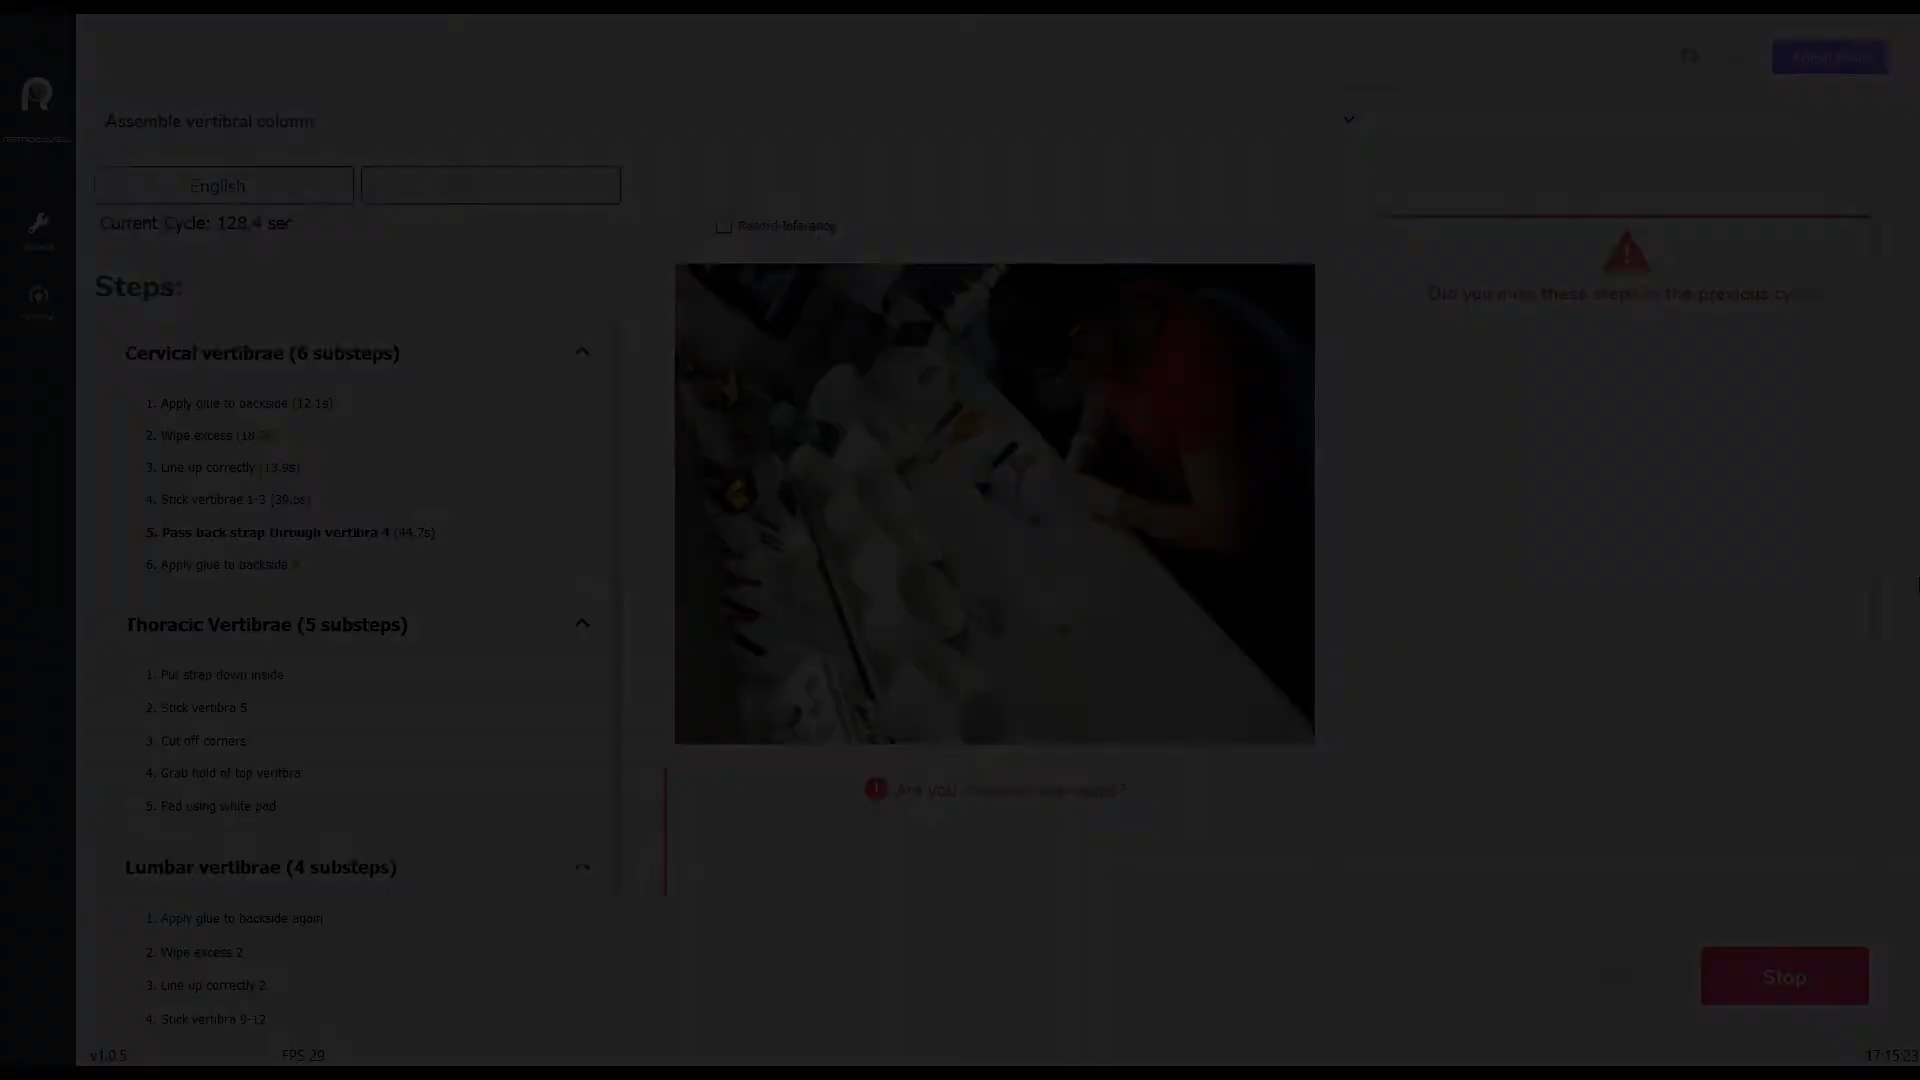 Assemble vertibral column
English
Current Cycle: 128.4 sec
Record Inference
Steps:
Cervical vertibrae (6 substeps)
1. Apply glue to backside (12.1s)
2. Wipe excess (18.
3. Line up correctly (13.9s)
4. Stick vertibrae 1-3 (39.5s)
5. Pass back strap through vertibra 4 (44.7s)
6. Apply glue to backside
Thoracic Vertibrae (5 substeps)
1. Pul strap down inside
2. Stick vertibra 5
3. Cut off corners
4. Grab hold of top veritbra
5. Pad using white pad
Lumbar vertibrae (4 substeps)
1. Apply glue to backside again
2. Wipe excess 2
3. Line up correctly 2
4. Stick vertibra 9-12
v1.0.5
FPS 29
Did you miss these steps in the previous
Are you
Stop
17:15:23